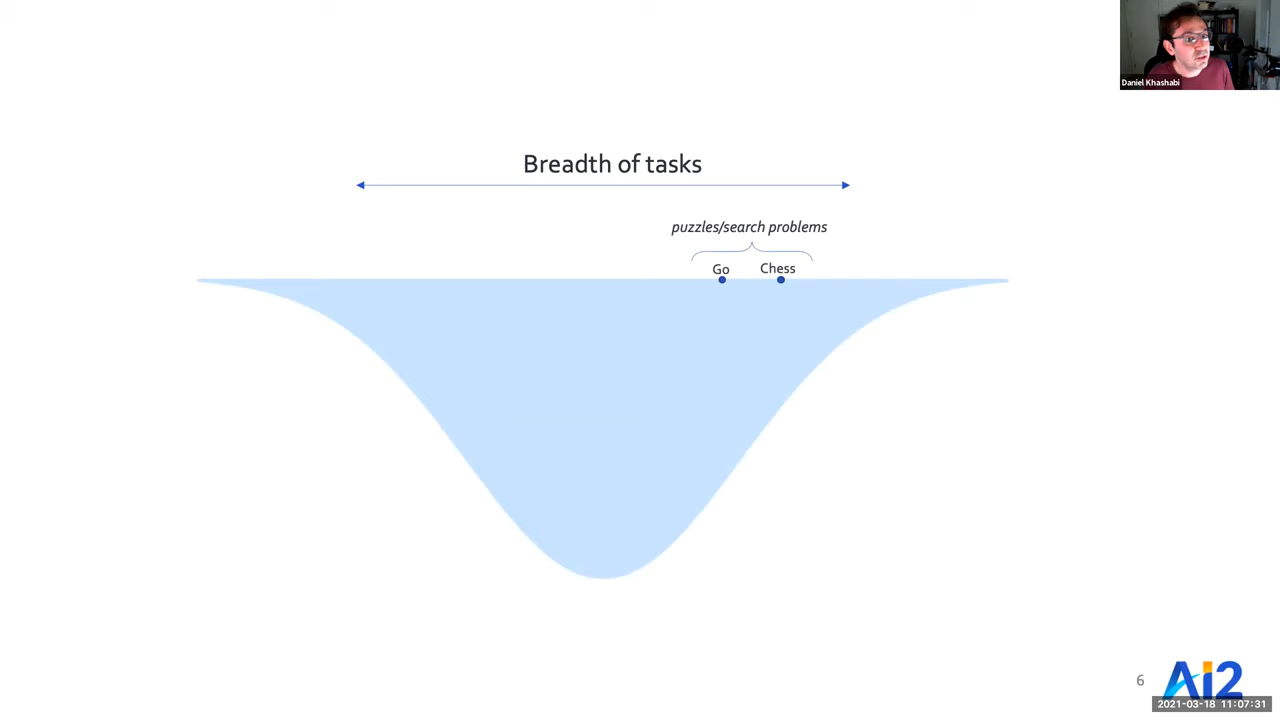 Daniel Khashabi
Breadth of tasks
puzzles/search problems
Go Chess
6 Ai2
2021-03-18 11:07:31